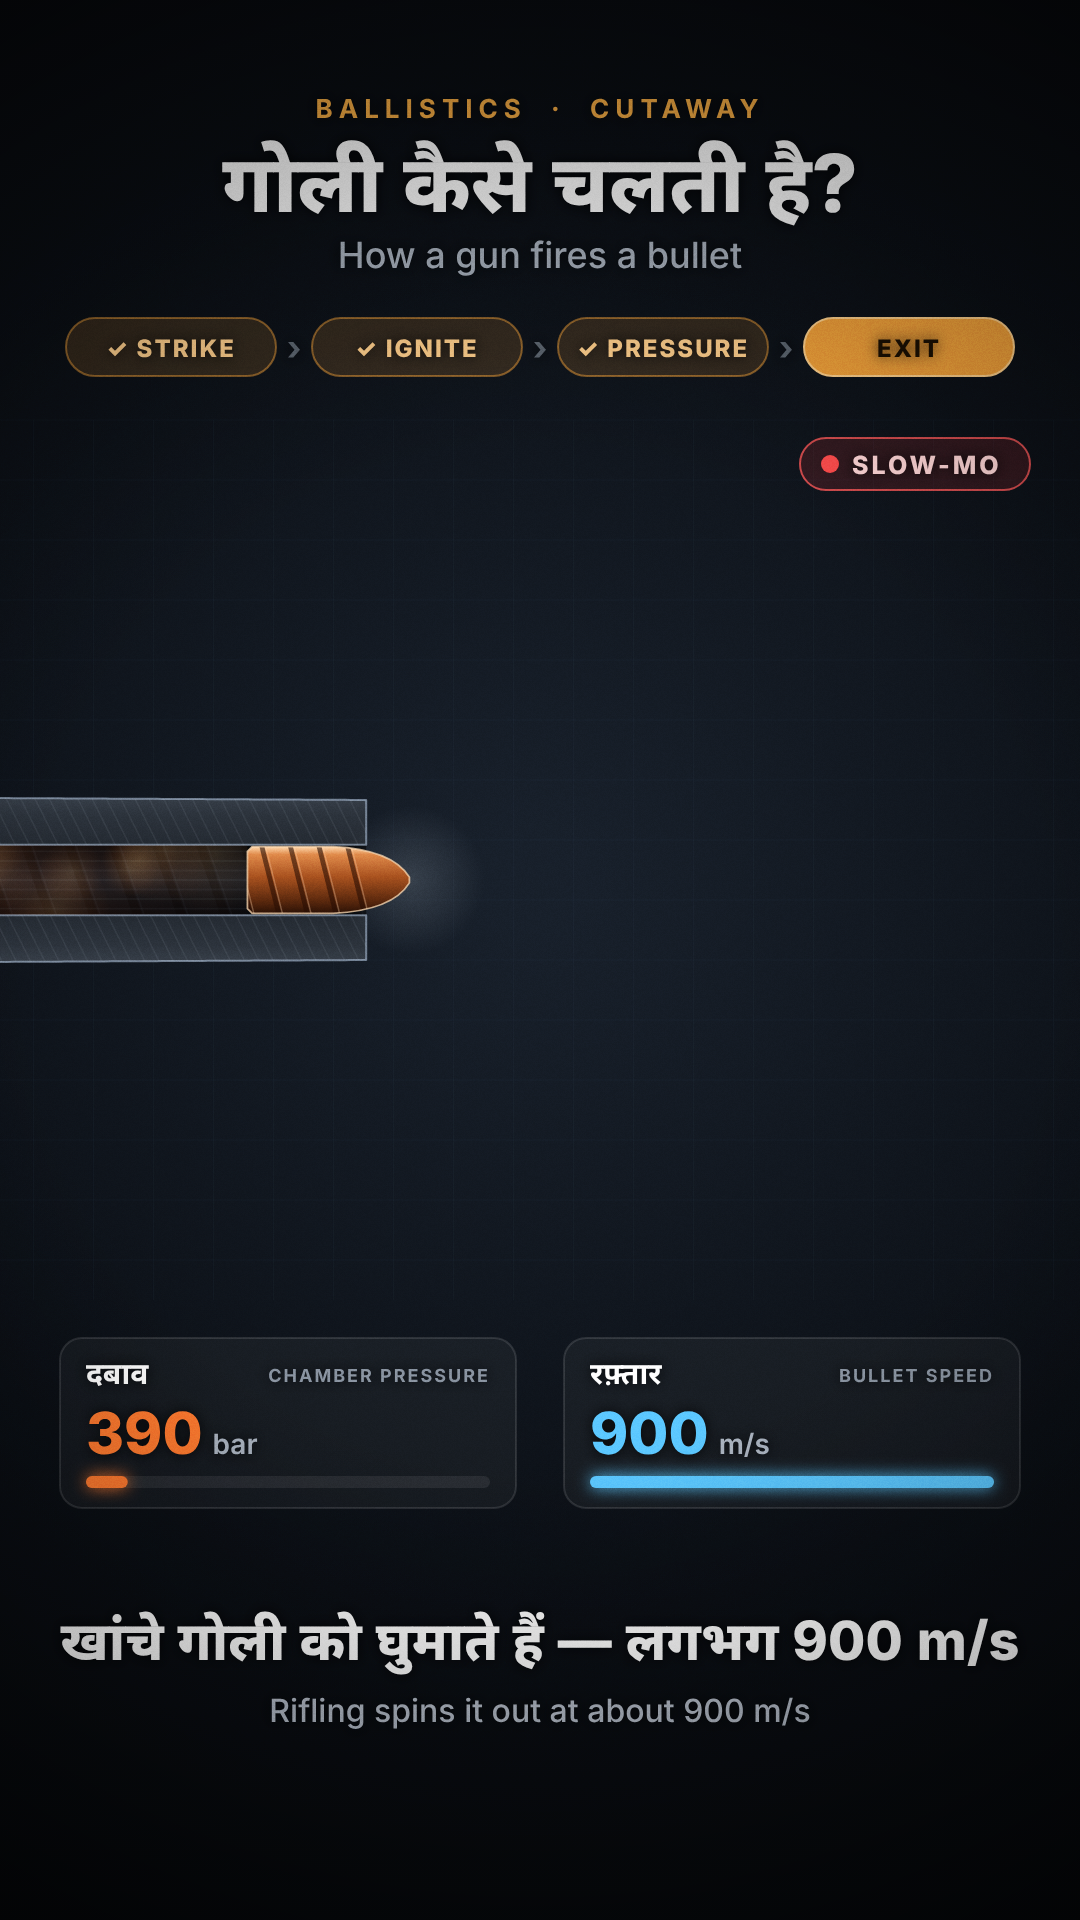 BALLISTICS · CUTAWAY
गोली कैसे चलती है?
How a gun fires a bullet
✓ STRIKE › ✓ IGNITE › ✓ PRESSURE › EXIT
SLOW-MO
दबाव CHAMBER PRESSURE
390 bar
रफ़्तार BULLET SPEED
900 m/s
खांचे गोली को घुमाते हैं — लगभग 900 m/s
Rifling spins it out at about 900 m/s